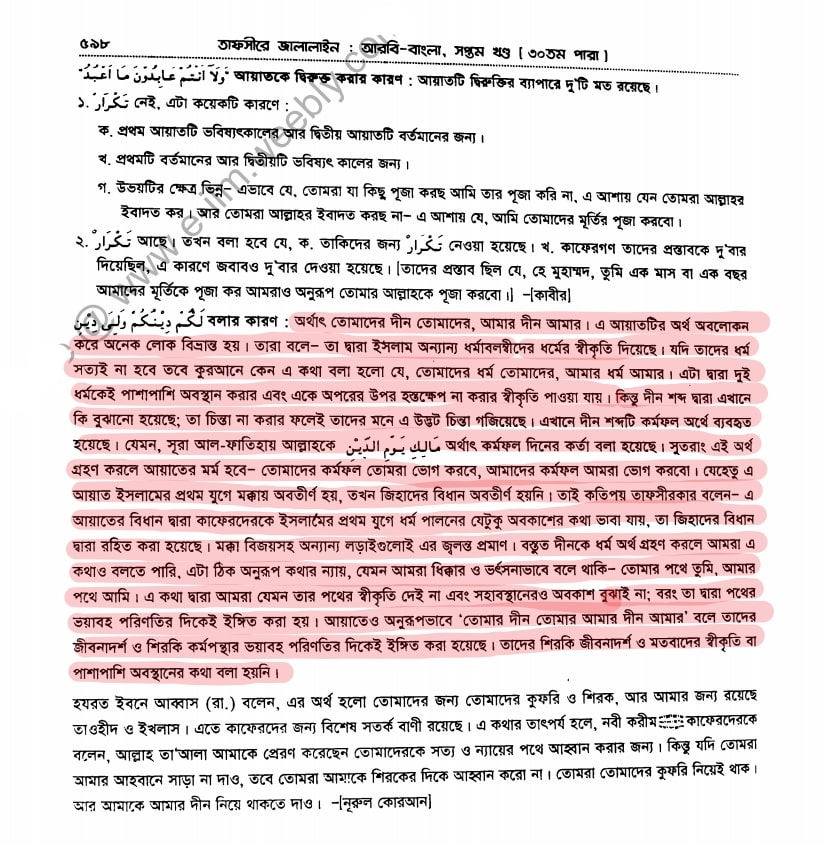 ৫৯৮ তাফসীরে জালালাইন : আরবি-বাংলা, সপ্তম খণ্ড [ ৩০তম পারা ]
"وَلَا اَنْتُمْ عَابِدُوْنَ مَا اَعْبُدُ" আয়াতকে দ্বিরুক্ত করার কারণ : আয়াতটি দ্বিরুক্তির ব্যাপারে দু'টি মত রয়েছে।
১. تَكْرَارٌ নেই, এটা কয়েকটি কারণে :
ক. প্রথম আয়াতটি ভবিষ্যৎকালের আর দ্বিতীয় আয়াতটি বর্তমানের জন্য।
খ. প্রথমটি বর্তমানের আর দ্বিতীয়টি ভবিষ্যৎ কালের জন্য।
গ. উভয়টির ক্ষেত্র ভিন্ন– এভাবে যে, তোমরা যা কিছু পূজা করছ আমি তার পূজা করি না, এ আশায় যেন তোমরা আল্লাহর
ইবাদত কর। আর তোমরা আল্লাহর ইবাদত করছ না– এ আশায় যে, আমি তোমাদের মূর্তির পূজা করবো।
২. تَكْرَارٌ আছে। তখন বলা হবে যে, ক. তাকিদের জন্য تَكْرَارٌ নেওয়া হয়েছে। খ. কাফেরগণ তাদের প্রস্তাবকে দু'বার
দিয়েছিল, এ কারণে জবাবও দু'বার দেওয়া হয়েছে। [তাদের প্রস্তাব ছিল যে, হে মুহাম্মদ, তুমি এক মাস বা এক বছর
আমাদের মূর্তিকে পূজা কর আমরাও অনুরূপ তোমার আল্লাহকে পূজা করবো।] –[কাবীর]
لَكُمْ دِيْنُكُمْ وَلِيَ دِيْنِ বলার কারণ : অর্থাৎ তোমাদের দীন তোমাদের, আমার দীন আমার। এ আয়াতটির অর্থ অবলোকন
করে অনেক লোক বিভ্রান্ত হয়। তারা বলে– তা দ্বারা ইসলাম অন্যান্য ধর্মাবলম্বীদের ধর্মের স্বীকৃতি দিয়েছে। যদি তাদের ধর্ম
সত্যই না হবে তবে কুরআনে কেন এ কথা বলা হলো যে, তোমাদের ধর্ম তোমাদের, আমার ধর্ম আমার। এটা দ্বারা দুই
ধর্মকেই পাশাপাশি অবস্থান করার এবং একে অপরের উপর হস্তক্ষেপ না করার স্বীকৃতি পাওয়া যায়। কিন্তু দীন শব্দ দ্বারা এখানে
কি বুঝানো হয়েছে; তা চিন্তা না করার ফলেই তাদের মনে এ উদ্ভট চিন্তা গজিয়েছে। এখানে দীন শব্দটি কর্মফল অর্থে ব্যবহৃত
হয়েছে। যেমন, সূরা আল-ফাতিহায় আল্লাহকে مَالِكِ يَوْمِ الدِّيْنِ অর্থাৎ কর্মফল দিনের কর্তা বলা হয়েছে। সুতরাং এই অর্থ
গ্রহণ করলে আয়াতের মর্ম হবে– তোমাদের কর্মফল তোমরা ভোগ করবে, আমাদের কর্মফল আমরা ভোগ করবো। যেহেতু এ
আয়াত ইসলামের প্রথম যুগে মক্কায় অবতীর্ণ হয়, তখন জিহাদের বিধান অবতীর্ণ হয়নি। তাই কতিপয় তাফসীরকার বলেন– এ
আয়াতের বিধান দ্বারা কাফেরদেরকে ইসলামের প্রথম যুগে ধর্ম পালনের যেটুকু অবকাশের কথা ভাবা যায়, তা জিহাদের বিধান
দ্বারা রহিত করা হয়েছে। মক্কা বিজয়সহ অন্যান্য লড়াইগুলোই এর জ্বলন্ত প্রমাণ। বস্তুত দীনকে ধর্ম অর্থ গ্রহণ করলে আমরা এ
কথাও বলতে পারি, এটা ঠিক অনুরূপ কথার ন্যায়, যেমন আমরা ধিক্কার ও ভর্ৎসনাভাবে বলে থাকি– তোমার পথে তুমি, আমার
পথে আমি। এ কথা দ্বারা আমরা যেমন তার পথের স্বীকৃতি দেই না এবং সহাবস্থানেরও অবকাশ বুঝাই না; বরং তা দ্বারা পথের
ভয়াবহ পরিণতির দিকেই ইঙ্গিত করা হয়। আয়াতেও অনুরূপভাবে 'তোমার দীন তোমার আমার দীন আমার' বলে তাদের
জীবনাদর্শ ও শিরকি কর্মপন্থার ভয়াবহ পরিণতির দিকেই ইঙ্গিত করা হয়েছে। তাদের শিরকি জীবনাদর্শ ও মতবাদের স্বীকৃতি বা
পাশাপাশি অবস্থানের কথা বলা হয়নি।
হযরত ইবনে আব্বাস (রা.) বলেন, এর অর্থ হলো তোমাদের জন্য তোমাদের কুফরি ও শিরক, আর আমার জন্য রয়েছে
তাওহীদ ও ইখলাস। এতে কাফেরদের জন্য বিশেষ সতর্ক বাণী রয়েছে। এ কথার তাৎপর্য হলে, নবী করীম কাফেরদেরকে
বলেন, আল্লাহ তা'আলা আমাকে প্রেরণ করেছেন তোমাদেরকে সত্য ও ন্যায়ের পথে আহ্বান করার জন্য। কিন্তু যদি তোমরা
আমার আহবানে সাড়া না দাও, তবে তোমরা আমাকে শিরকের দিকে আহ্বান করো না। তোমরা তোমাদের কুফরি নিয়েই থাক।
আর আমাকে আমার দীন নিয়ে থাকতে দাও। –[নূরুল কোরআন]
www.e-ilm.weebly.com